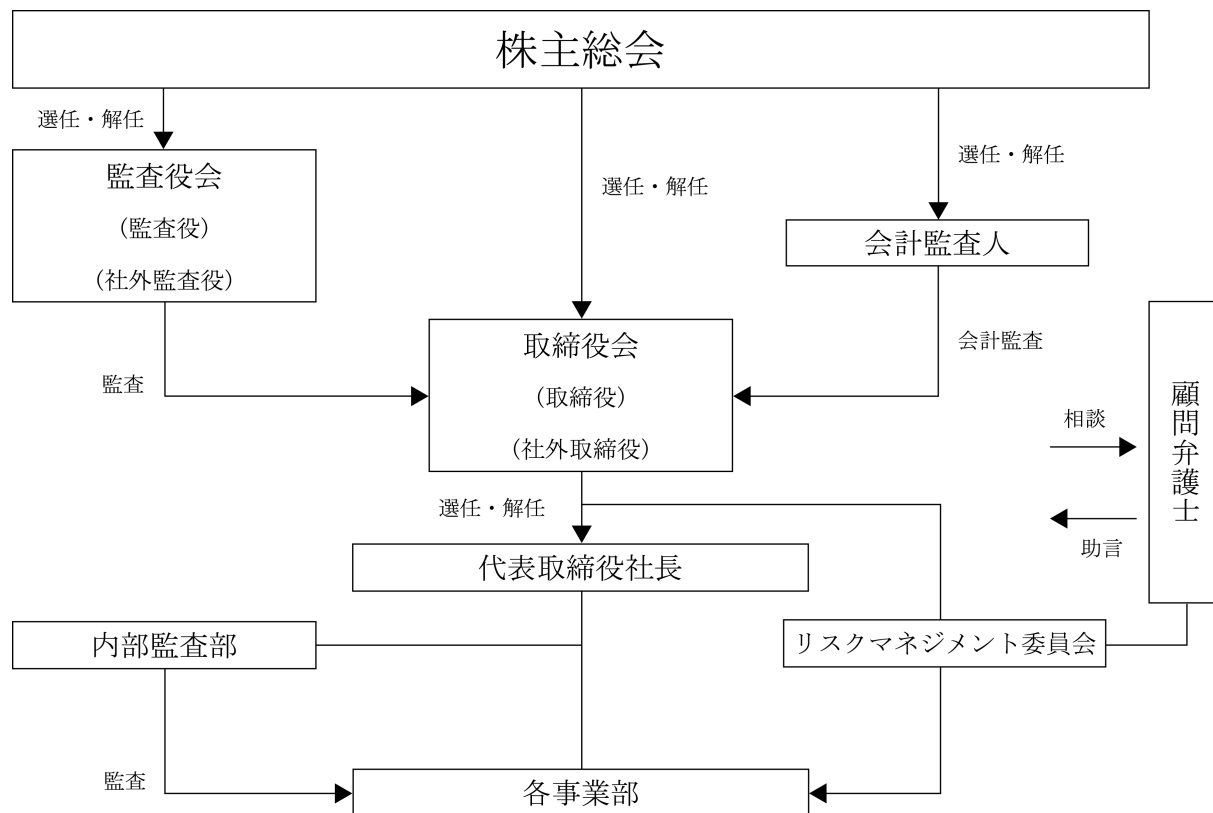 株主総会
選任・解任
監査役会
（監査役）
（社外監査役）
選任・解任
選任・解任
会計監査人
監査
取締役会
（取締役）
（社外取締役）
会計監査
相談
助言
顧問弁護士
選任・解任
代表取締役社長
内部監査部
リスクマネジメント委員会
監査
各事業部